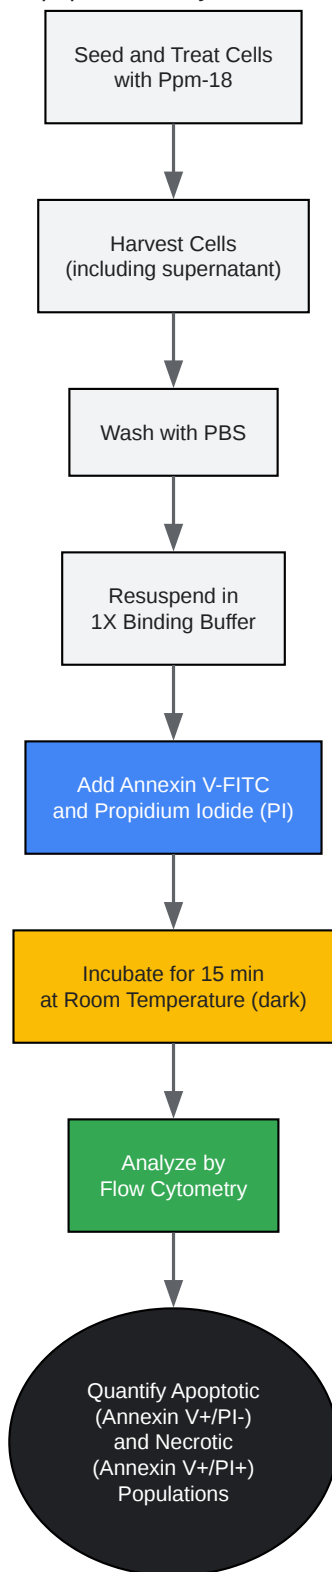 Seed and Treat Cells
with Ppm-18
Harvest Cells
(including supernatant)
Wash with PBS
Resuspend in
1X Binding Buffer
Add Annexin V-FITC
and Propidium Iodide (PI)
Incubate for 15 min
at Room Temperature (dark)
Analyze by
Flow Cytometry
Quantify Apoptotic
(Annexin V+/PI-)
and Necrotic
(Annexin V+/PI+)
Populations